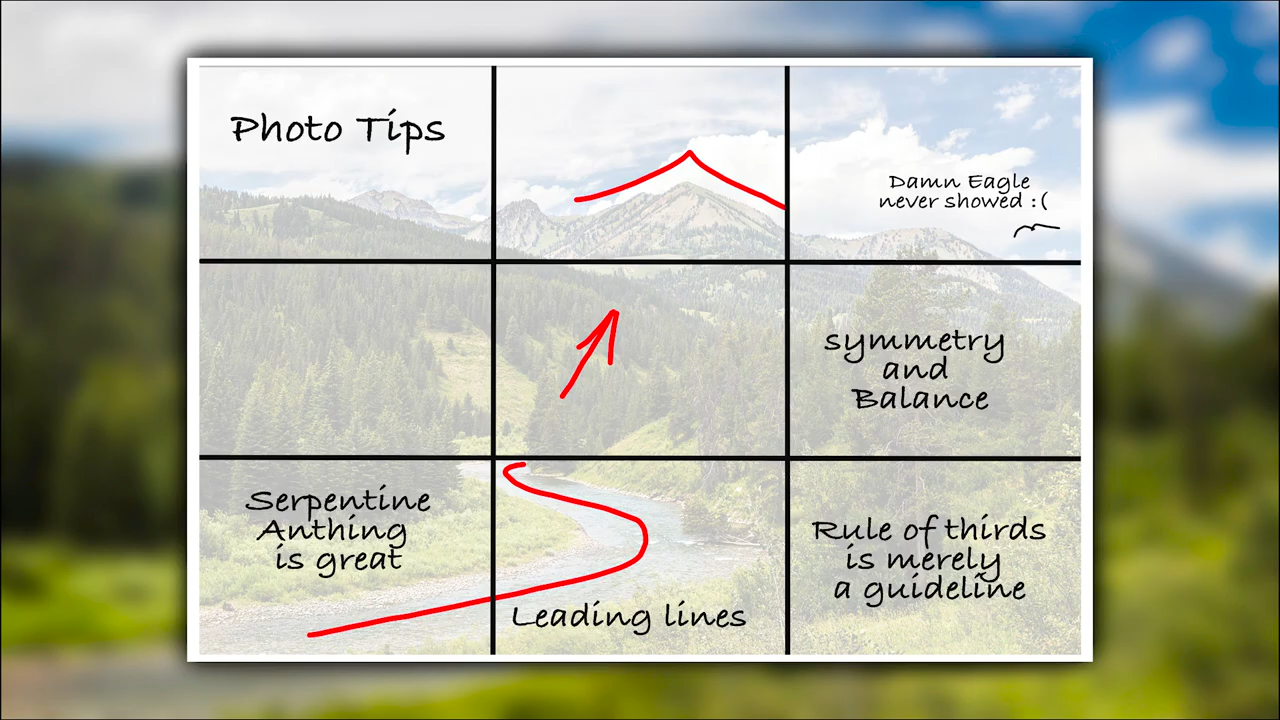 Photo Tips
Damn Eagle
never showed :(
symmetry
and
Balance
Serpentine
Anthing
is great
Leading lines
Rule of thirds
is merely
a guideline